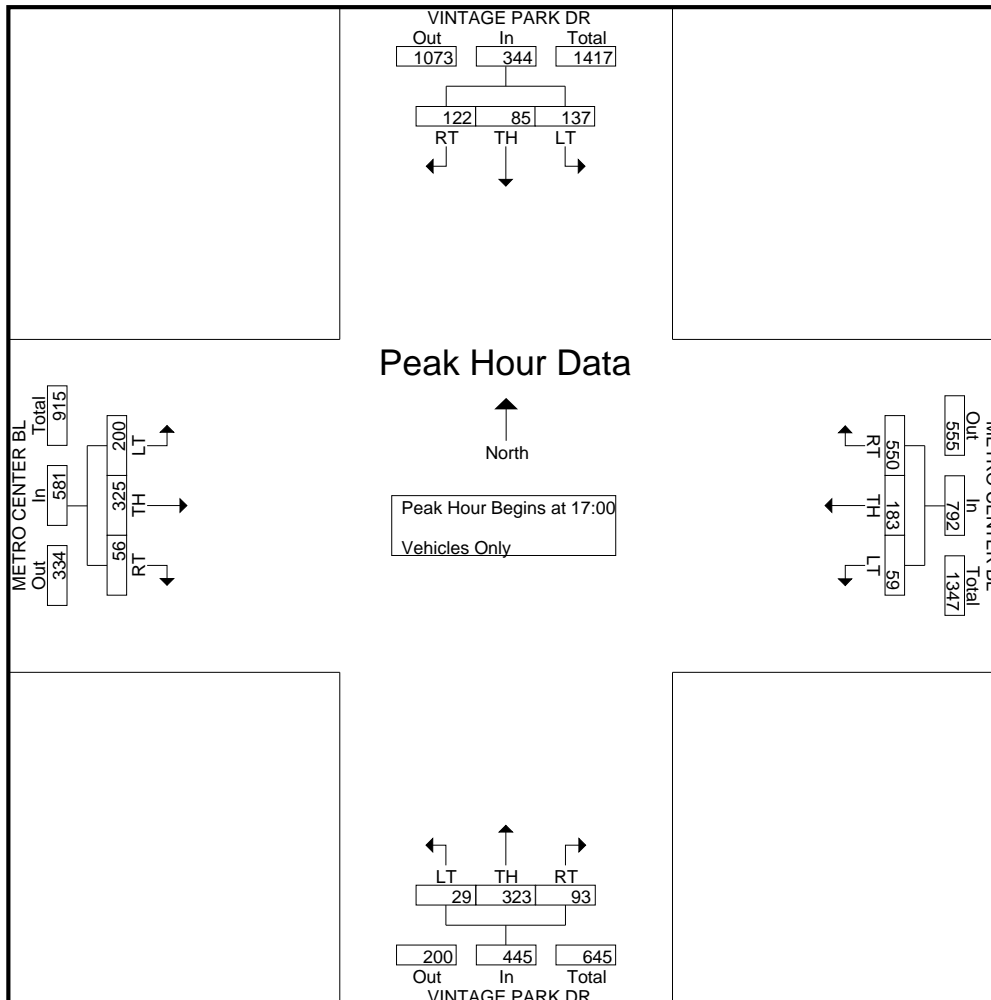 VINTAGE PARK DR
Out In Total
1073 344 1417
122 85 137
RT TH LT
Peak Hour Data
North
Peak Hour Begins at 17:00
Vehicles Only
METRO CENTER BL
Out In Total
334 581 915
200 325 56
LT TH RT
METRO CENTER BL
Out In Total
555 792 1347
550 183 59
RT TH LT
LT TH RT
29 323 93
200 445 645
Out In Total
VINTAGE PARK DR